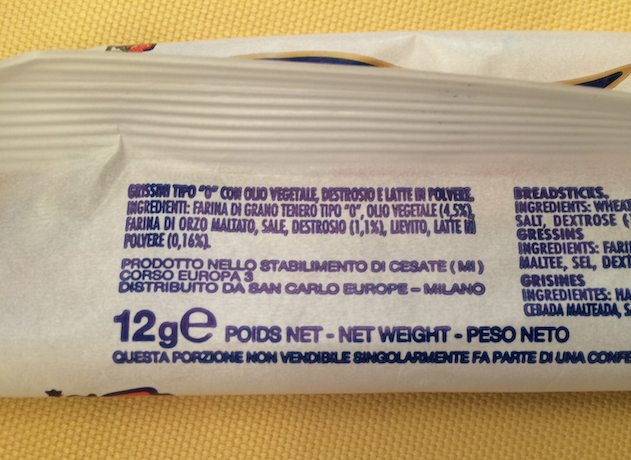 GRISSINI TIPO "0" CON OLIO VEGETALE, DESTROSIO E LATTE IN POLVERE.
INGREDIENTI: FARINA DI GRANO TENERO TIPO "0", OLIO VEGETALE (4,5%),
FARINA DI ORZO MALTATO, SALE, DESTROSIO (1,1%), LIEVITO, LATTE IN
POLVERE (0,16%).
PRODOTTO NELLO STABILIMENTO DI CESATE (MI)
CORSO EUROPA 3
DISTRIBUITO DA SAN CARLO EUROPE - MILANO
12g e POIDS NET - NET WEIGHT - PESO NETO
QUESTA PORZIONE NON VENDIBILE SINGOLARMENTE FA PARTE DI UNA CONFE
BREADSTICKS.
INGREDIENTS: WHEAT
SALT, DEXTROSE (
GRESSINS
INGREDIENTS: FARI
MALTEE, SEL, DEXT
GRISINES
INGREDIENTES: HA
CEBADA MALTEADA, S